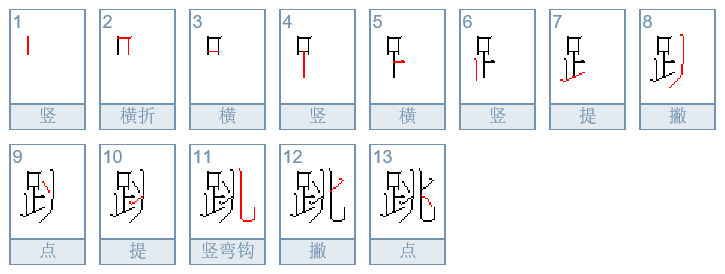 1 2 3 4 5 6 7 8
竖 横折 横 竖 横 竖 提 撇
9 10 11 12 13
点 提 竖弯钩 撇 点